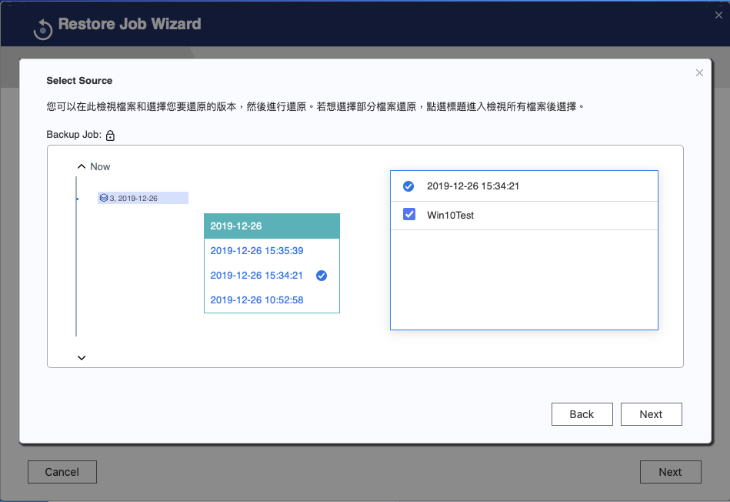 Restore Job Wizard
Select Source
您可以在此檢視檔案和選擇您要還原的版本，然後進行還原。若想選擇部分檔案還原，點選標題進入檢視所有檔案後選擇。
Backup Job:
Now
3, 2019-12-26
2019-12-26
2019-12-26 15:35:39
2019-12-26 15:34:21
2019-12-26 10:52:58
2019-12-26 15:34:21
Win10Test
Back
Next
Cancel
Next